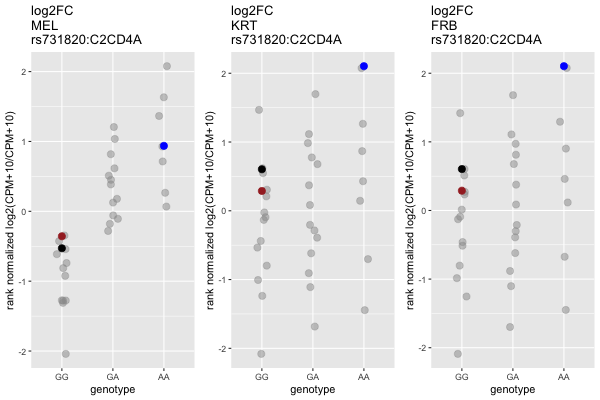 log2FC
MEL
rs731820:C2CD4A
log2FC
KRT
rs731820:C2CD4A
log2FC
FRB
rs731820:C2CD4A
rank normalized log2(CPM+10/CPM+10)
2
1
0
-1
-2
GG
GA
AA
genotype
rank normalized log2(CPM+10/CPM+10)
2
1
0
-1
-2
GG
GA
AA
genotype
rank normalized log2(CPM+10/CPM+10)
2
1
0
-1
-2
GG
GA
AA
genotype